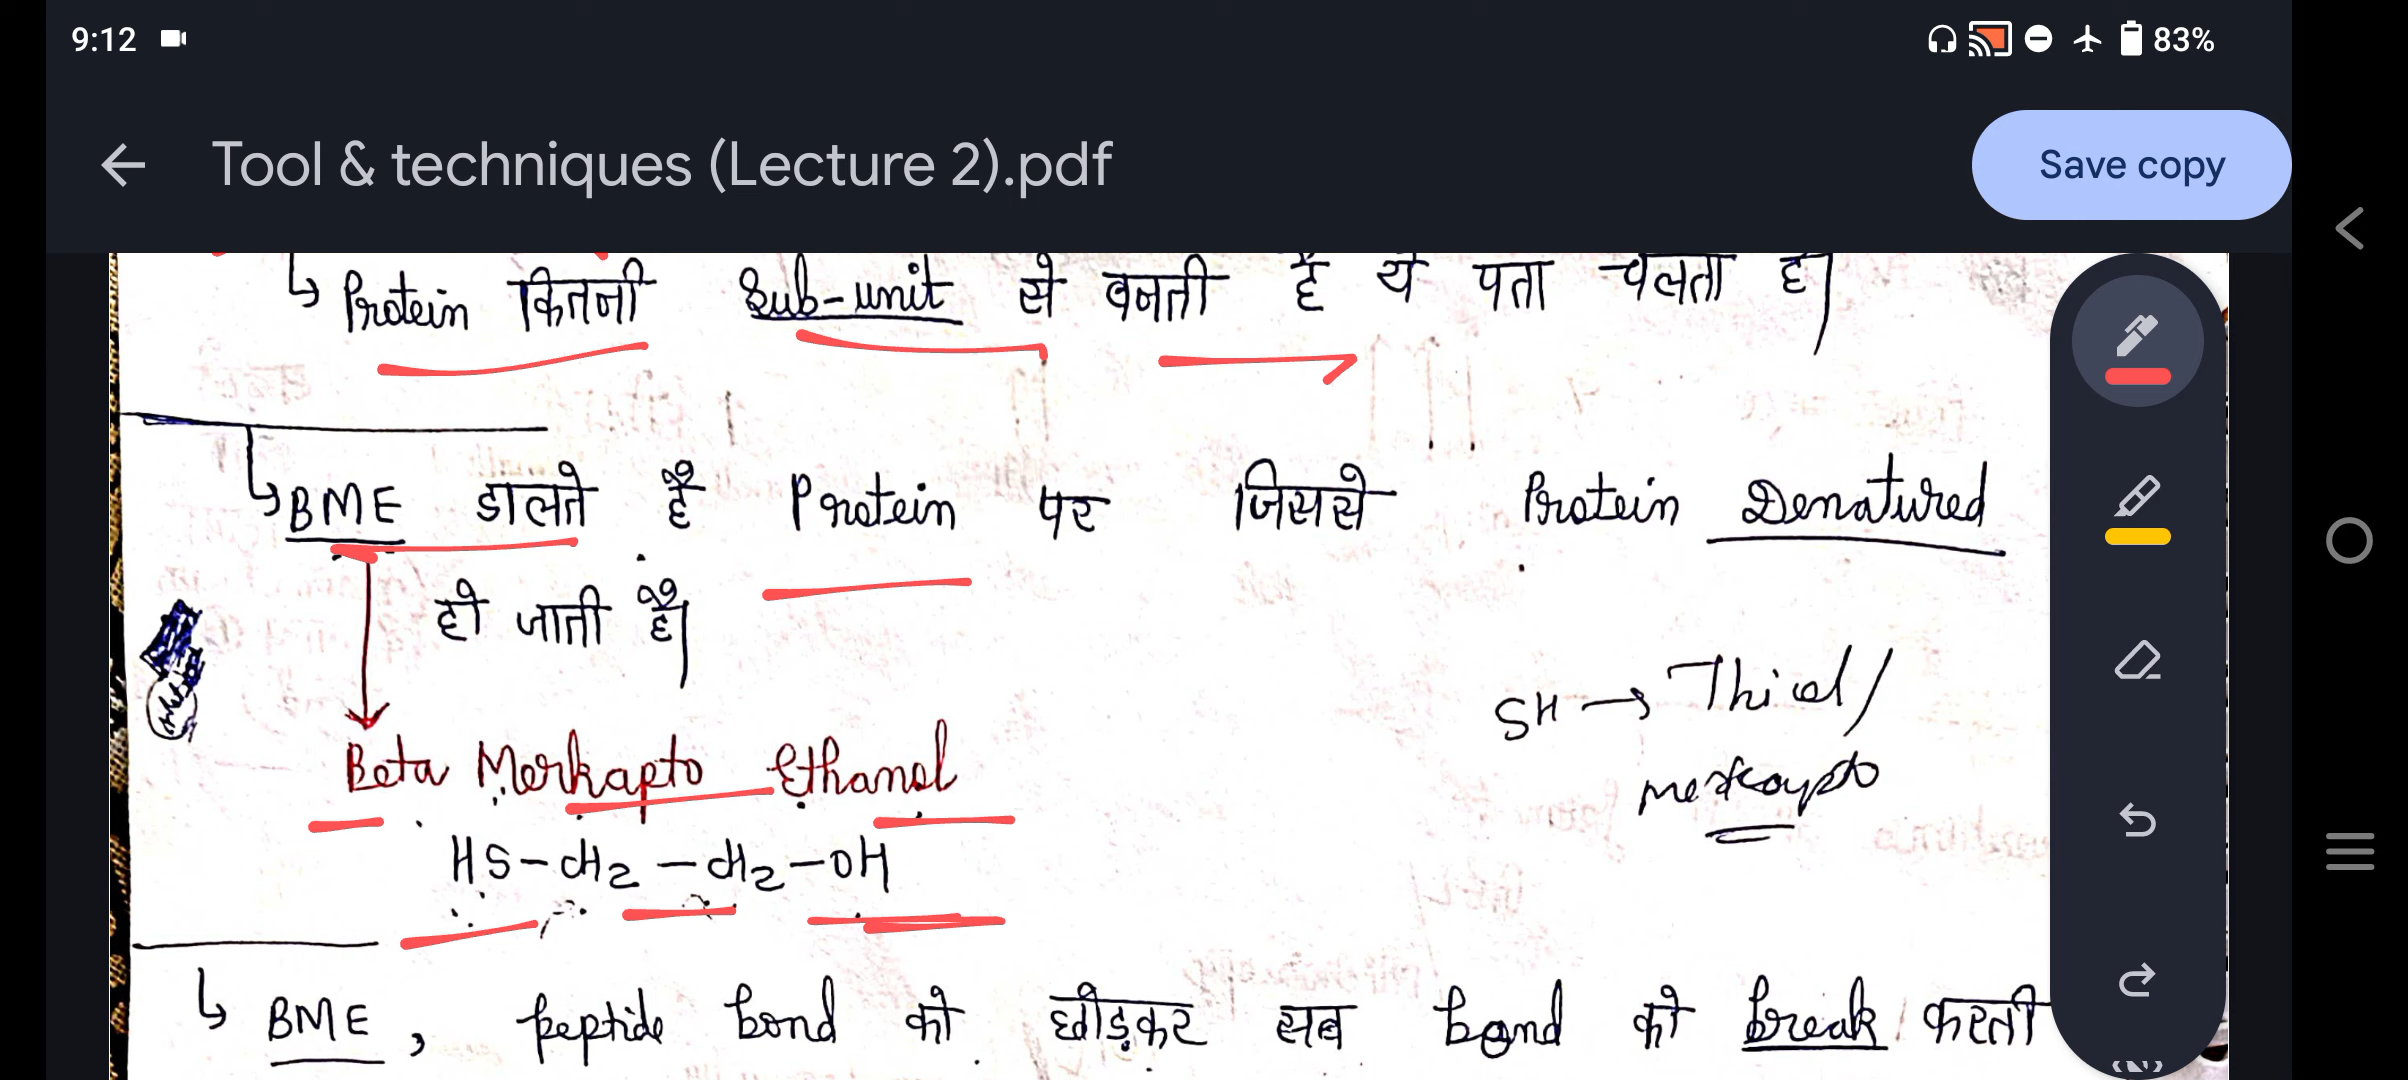 9:12
83%
Tool & techniques (Lecture 2).pdf
Save copy
↳ Protein कितनी Sub-unit से बनती है ये पता चलता है।
↳ BME डालते है Protein पर जिससे Protein Denatured
हो जाती है।
SH → Thiol/
merkapto
Beta Merkapto Ethanol
HS-CH2-CH2-OH
↳ BME, peptide bond को छोड़कर सब bond को break करती